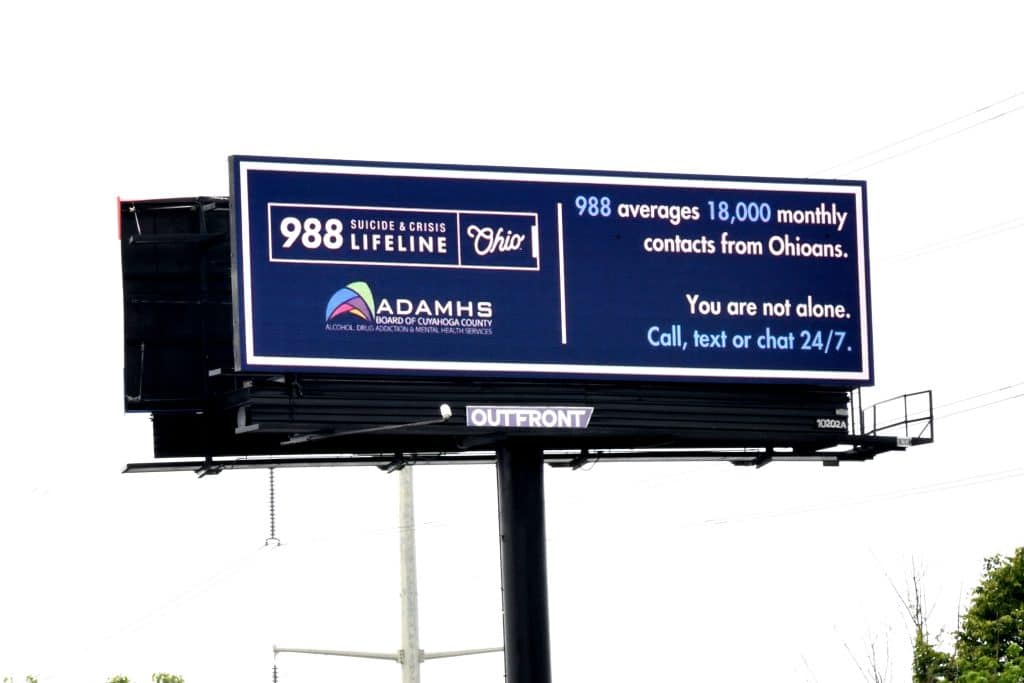 988 SUICIDE & CRISIS
LIFELINE
Ohio
ADAMHS
BOARD OF CUYAHOGA COUNTY
ALCOHOL, DRUG ADDICTION & MENTAL HEALTH SERVICES
988 averages 18,000 monthly
contacts from Ohioans.
You are not alone.
Call, text or chat 24/7.
OUTFRONT
10202A